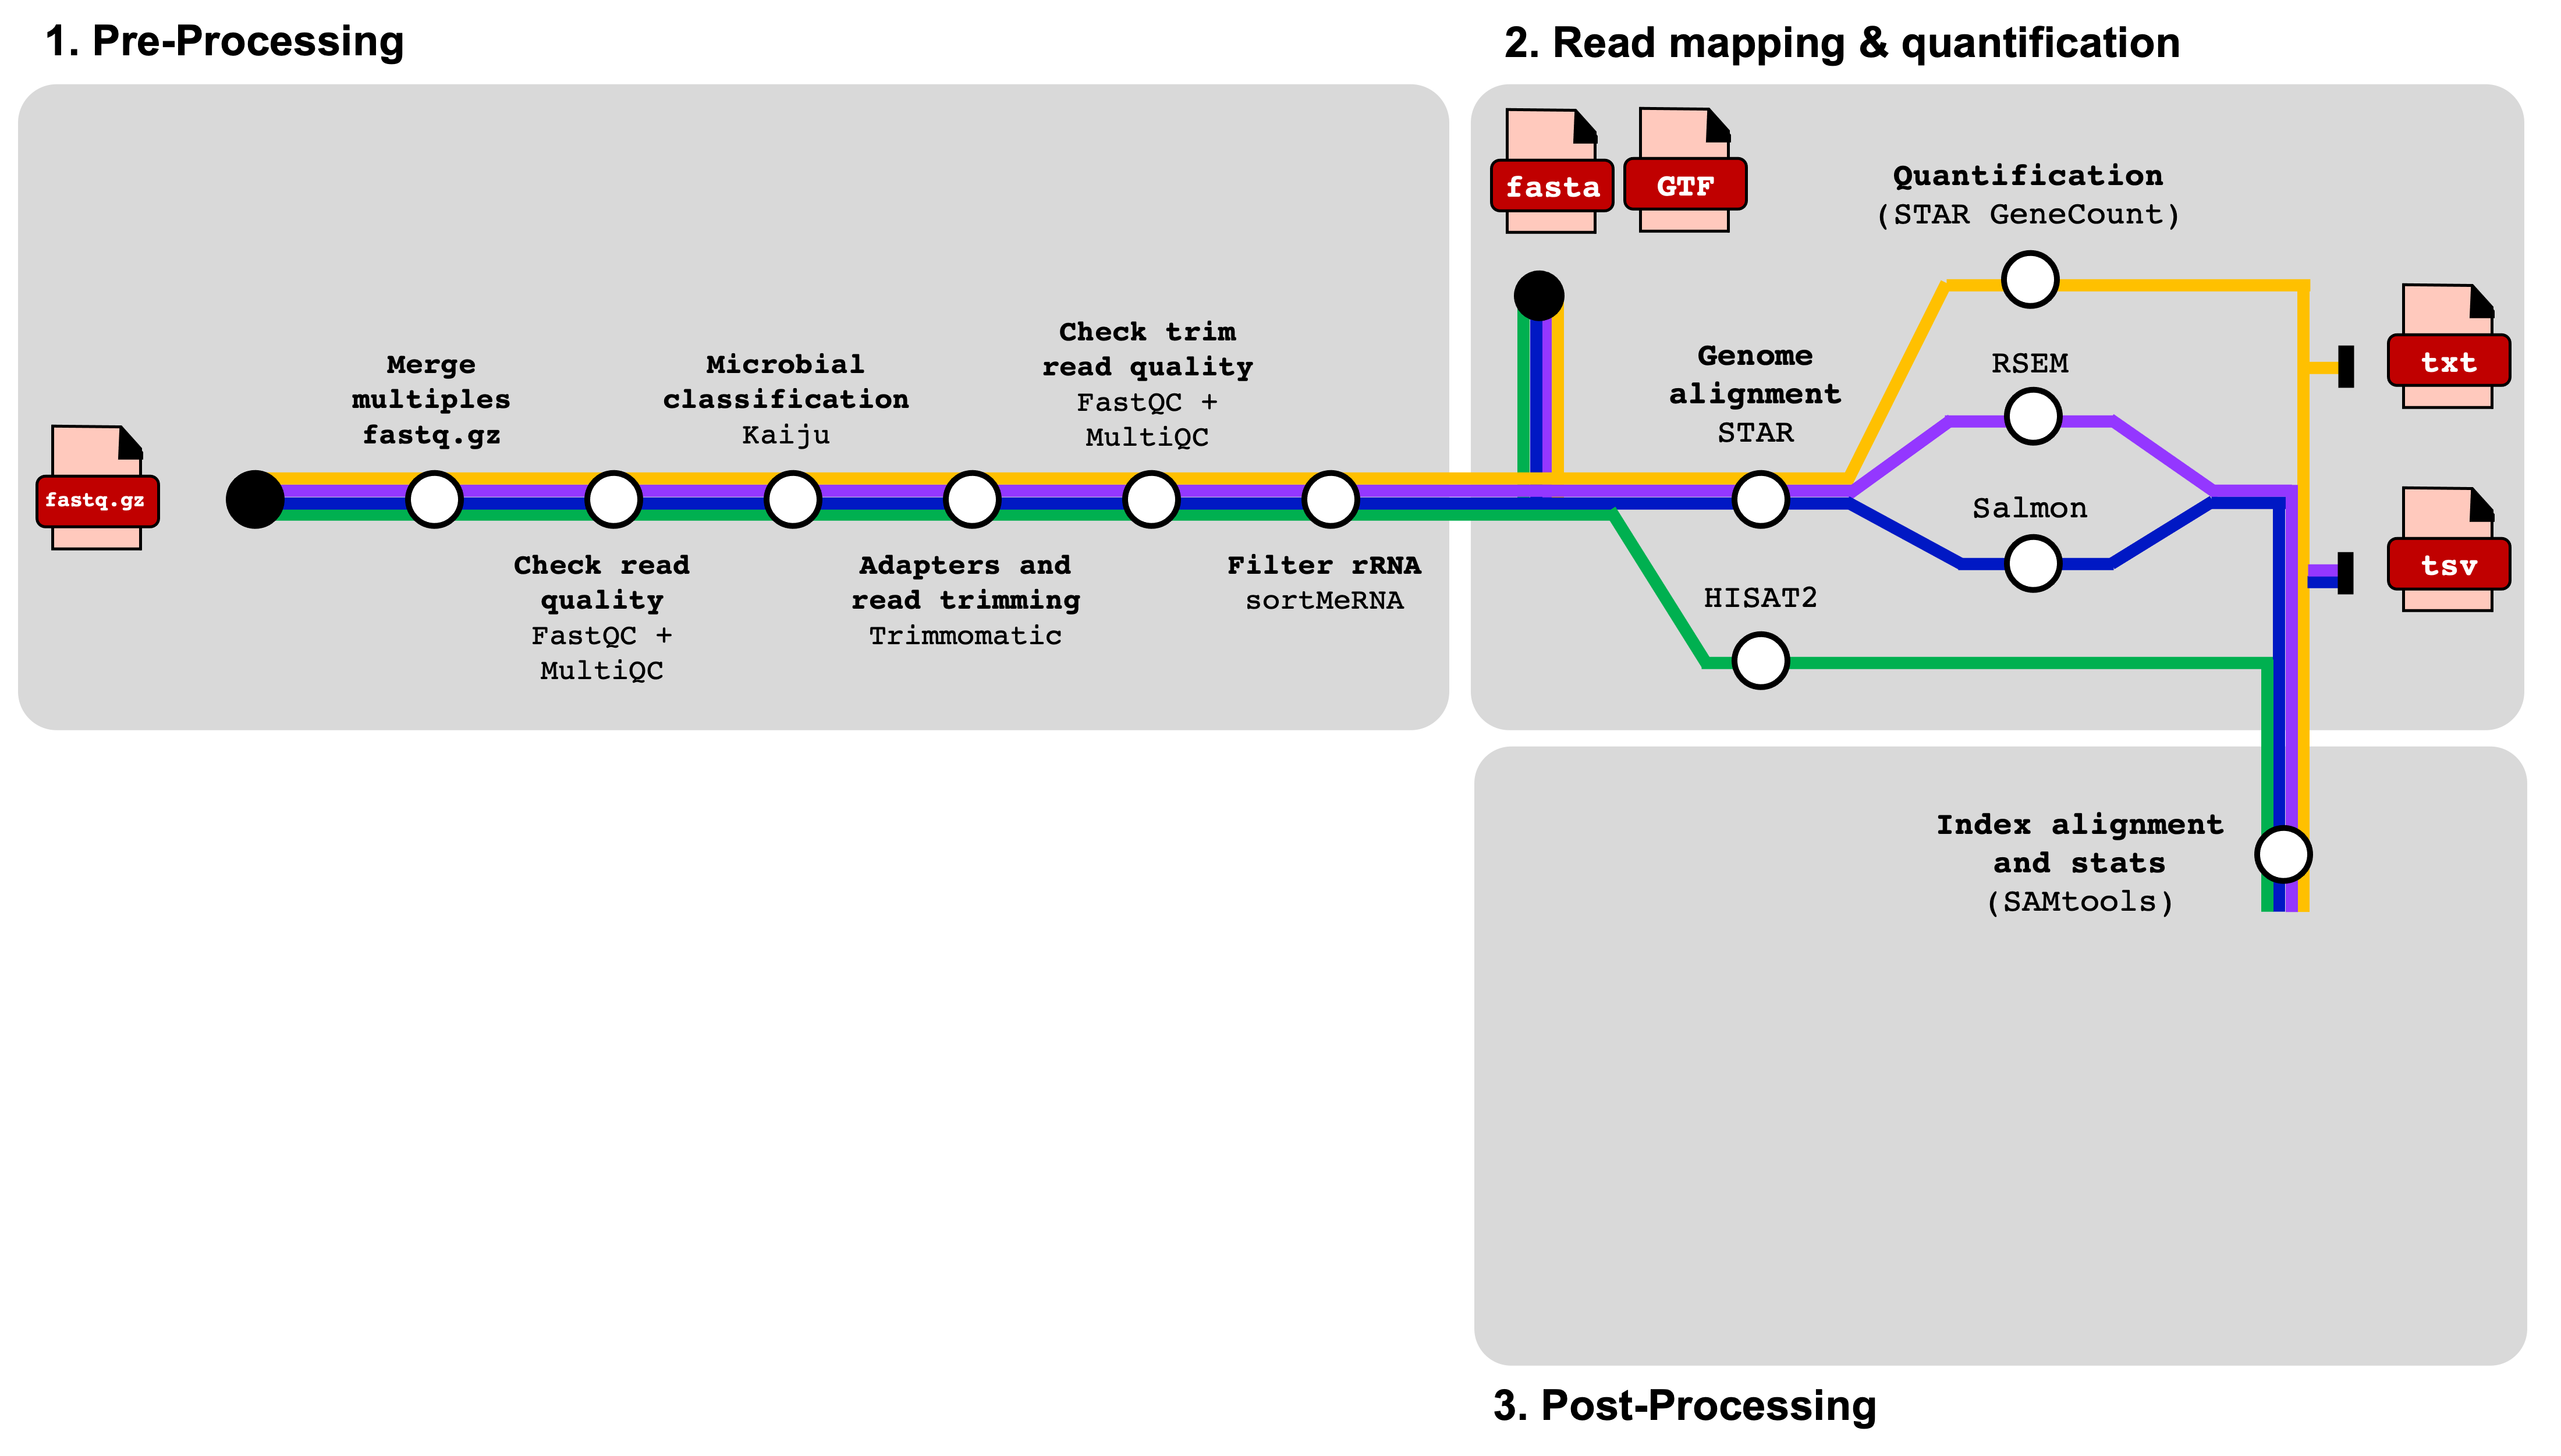 1. Pre-Processing
fastq.gz
Merge
multiples
fastq.gz
Check read
quality
FastQC +
MultiQC
Microbial
classification
Kaiju
Adapters and
read trimming
Trimmomatic
Check trim
read quality
FastQC +
MultiQC
Filter rRNA
sortMeRNA
2. Read mapping & quantification
fasta
GTF
Genome
alignment
STAR
HISAT2
Quantification
(STAR GeneCount)
RSEM
Salmon
txt
tsv
Index alignment
and stats
(SAMtools)
3. Post-Processing